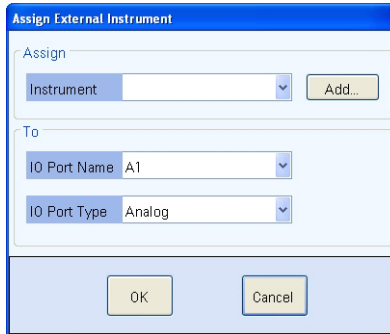 Assign External Instrument
Assign
Instrument
Add...
To
IO Port Name A1
IO Port Type Analog
OK Cancel